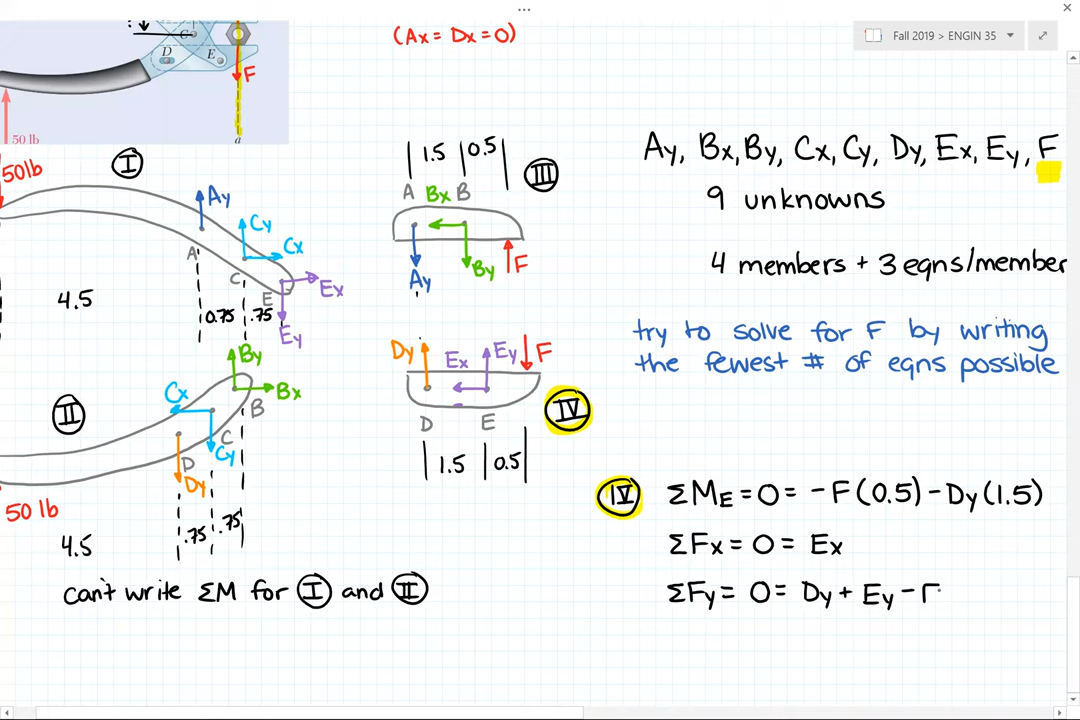 (Ax = Dx = 0)
Fall 2019 > ENGIN 35
C
D
E
F
50 lb
a
50lb
I
Ay
Cy
Cx
A
C
E
Ex
Ey
4.5
0.75
.75
1.5
0.5
III
A
Bx
B
Ay
By
F
Ay, Bx, By, Cx, Cy, Dy, Ex, Ey, F
9 unknowns
4 members + 3 eqns/member
try to solve for F by writing
the fewest # of eqns possible
II
By
Bx
Cx
B
C
Cy
D
Dy
50 lb
4.5
.75
.75
Dy
Ex
Ey
F
IV
D
E
1.5
0.5
can't write ΣM for I and II
IV ΣME = 0 = -F(0.5) - Dy(1.5)
ΣFx = 0 = Ex
ΣFy = 0 = Dy + Ey -